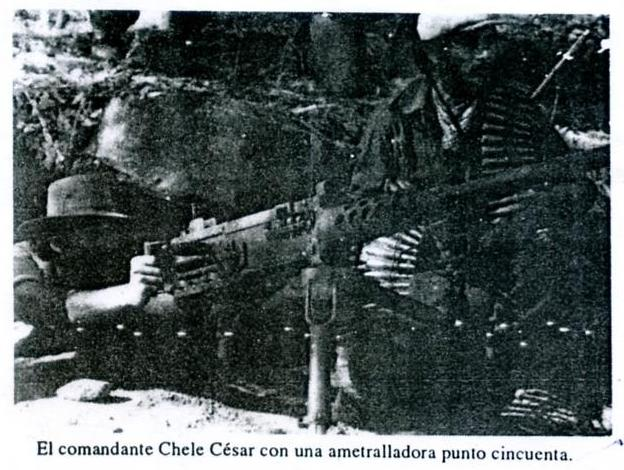 El comandante Chele César con una ametralladora punto cincuenta.